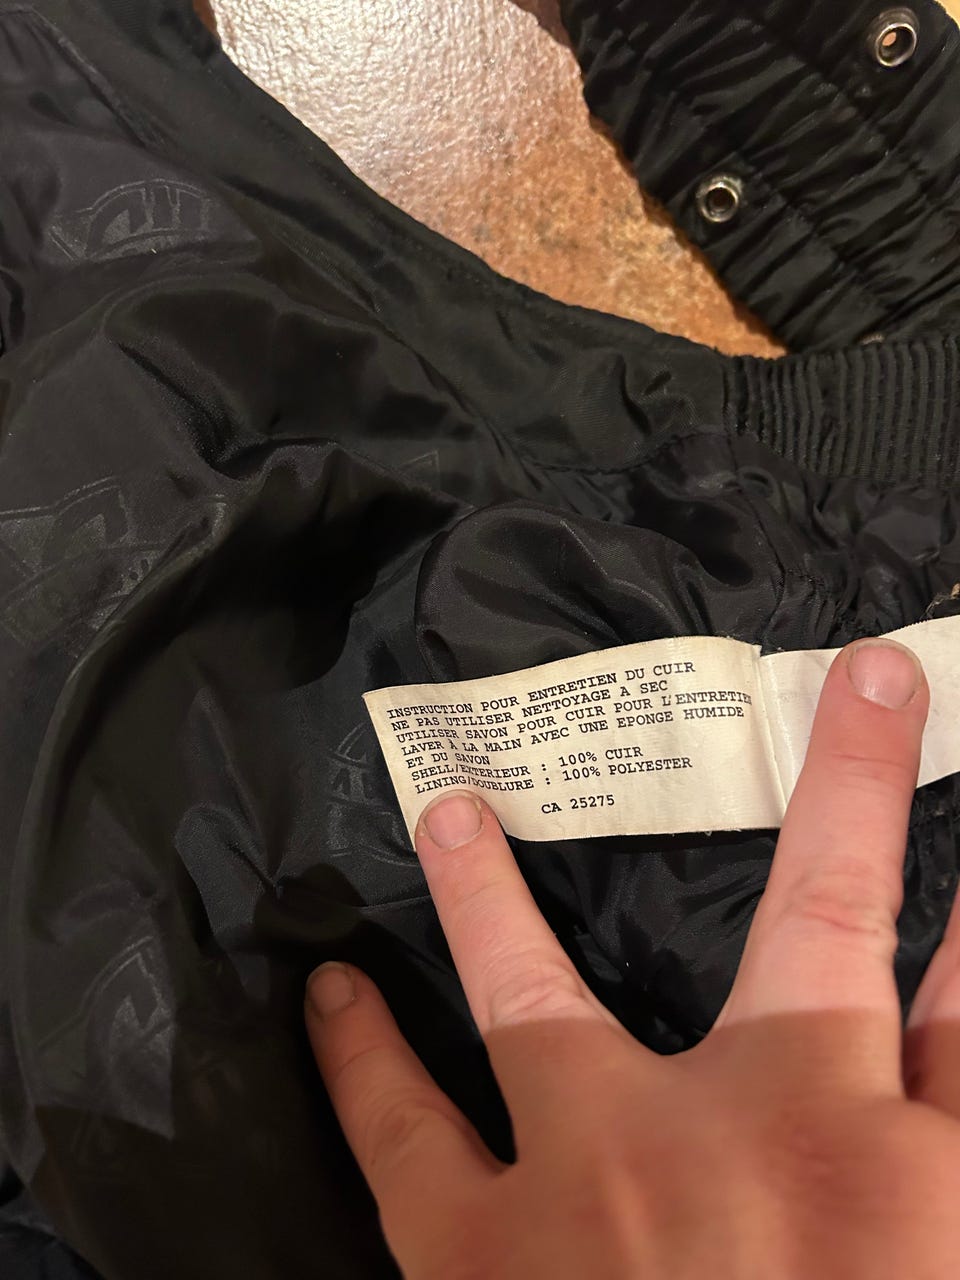 INSTRUCTION POUR ENTRETIEN DU CUIR
NE PAS UTILISER NETTOYAGE A SEC
UTILISER SAVON POUR CUIR POUR L'ENTRETIEN
LAVER A LA MAIN AVEC UNE EPONGE HUMIDE
ET DU SAVON
SHELL/EXTERIEUR : 100% CUIR
LINING/DOUBLURE : 100% POLYESTER
CA 25275